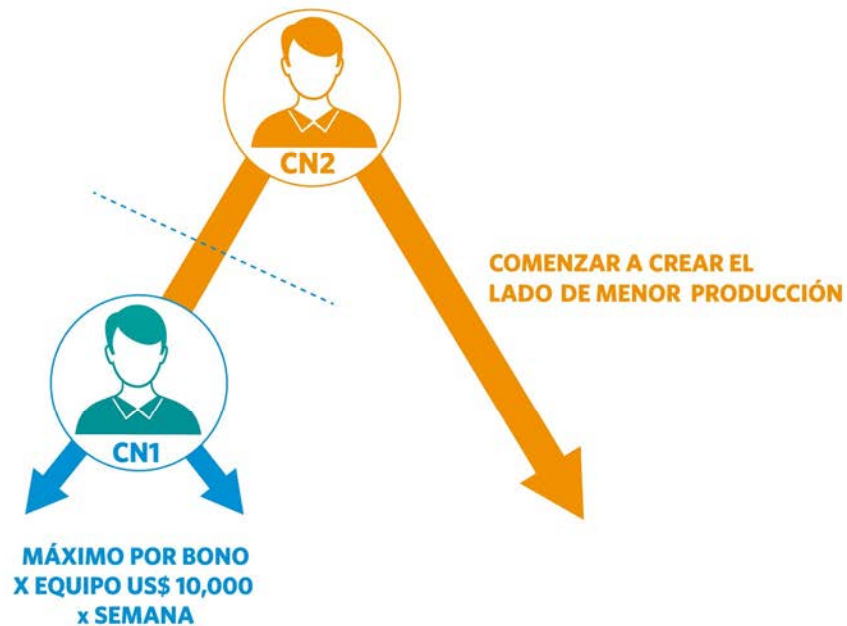 CN2
COMENZAR A CREAR EL
LADO DE MENOR PRODUCCIÓN
CN1
MÁXIMO POR BONO
X EQUIPO US$ 10,000
x SEMANA